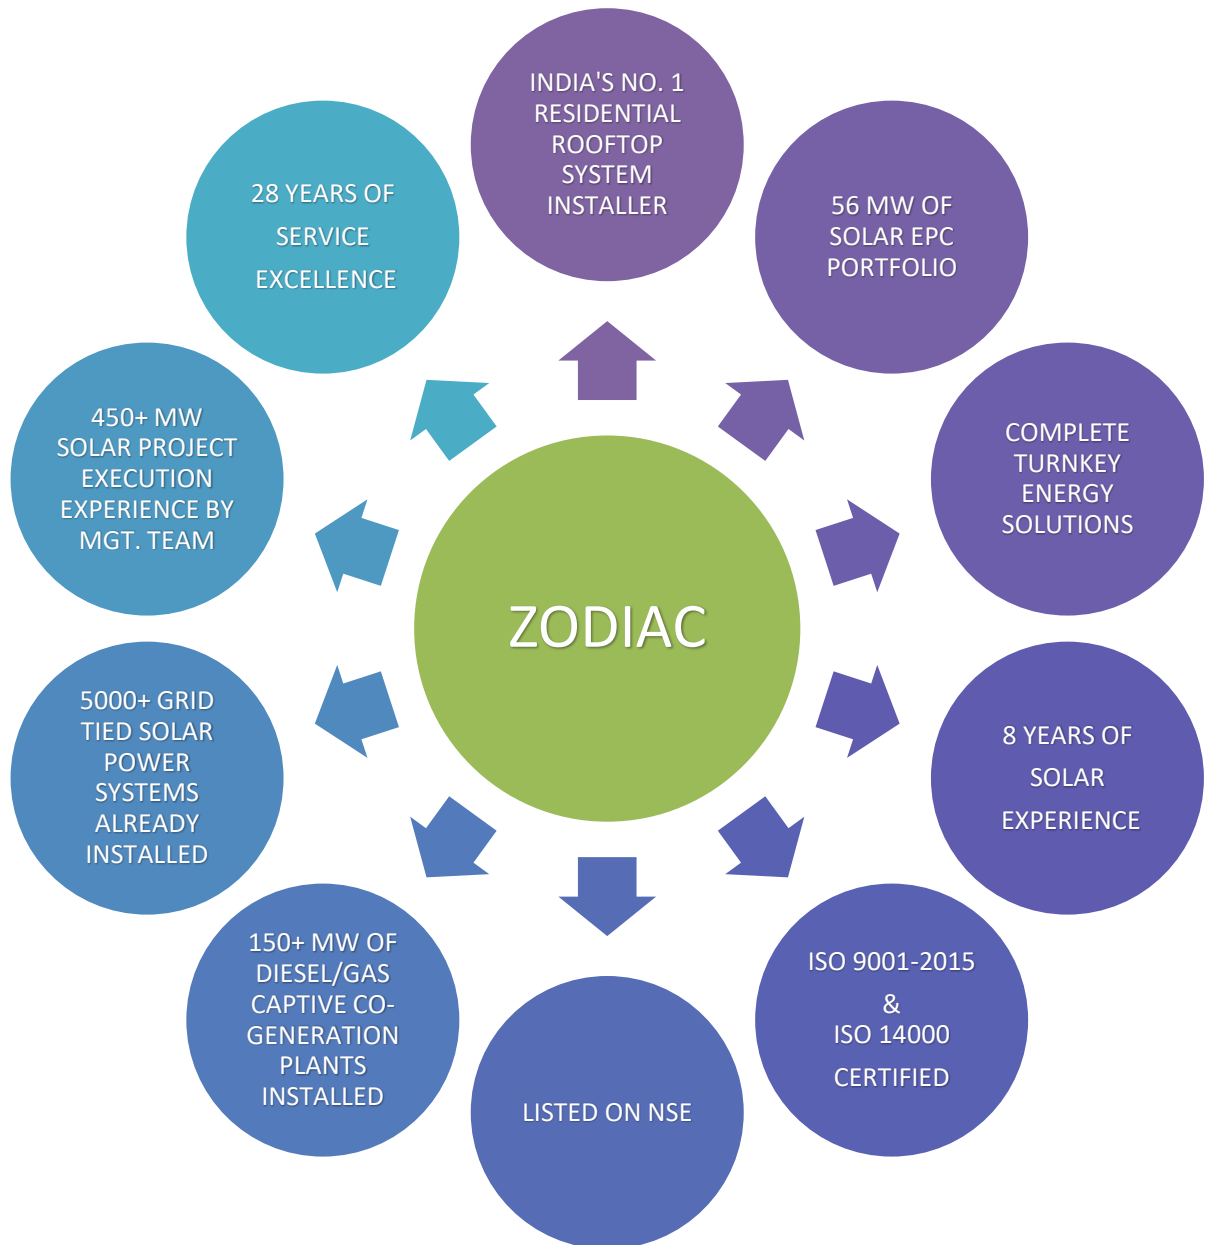 INDIA'S NO. 1
RESIDENTIAL
ROOFTOP
SYSTEM
INSTALLER
56 MW OF
SOLAR EPC
PORTFOLIO
COMPLETE
TURNKEY
ENERGY
SOLUTIONS
8 YEARS OF
SOLAR
EXPERIENCE
ISO 9001-2015
&
ISO 14000
CERTIFIED
LISTED ON NSE
150+ MW OF
DIESEL/GAS
CAPTIVE CO-
GENERATION
PLANTS
INSTALLED
5000+ GRID
TIED SOLAR
POWER
SYSTEMS
ALREADY
INSTALLED
450+ MW
SOLAR PROJECT
EXECUTION
EXPERIENCE BY
MGT. TEAM
28 YEARS OF
SERVICE
EXCELLENCE
ZODIAC